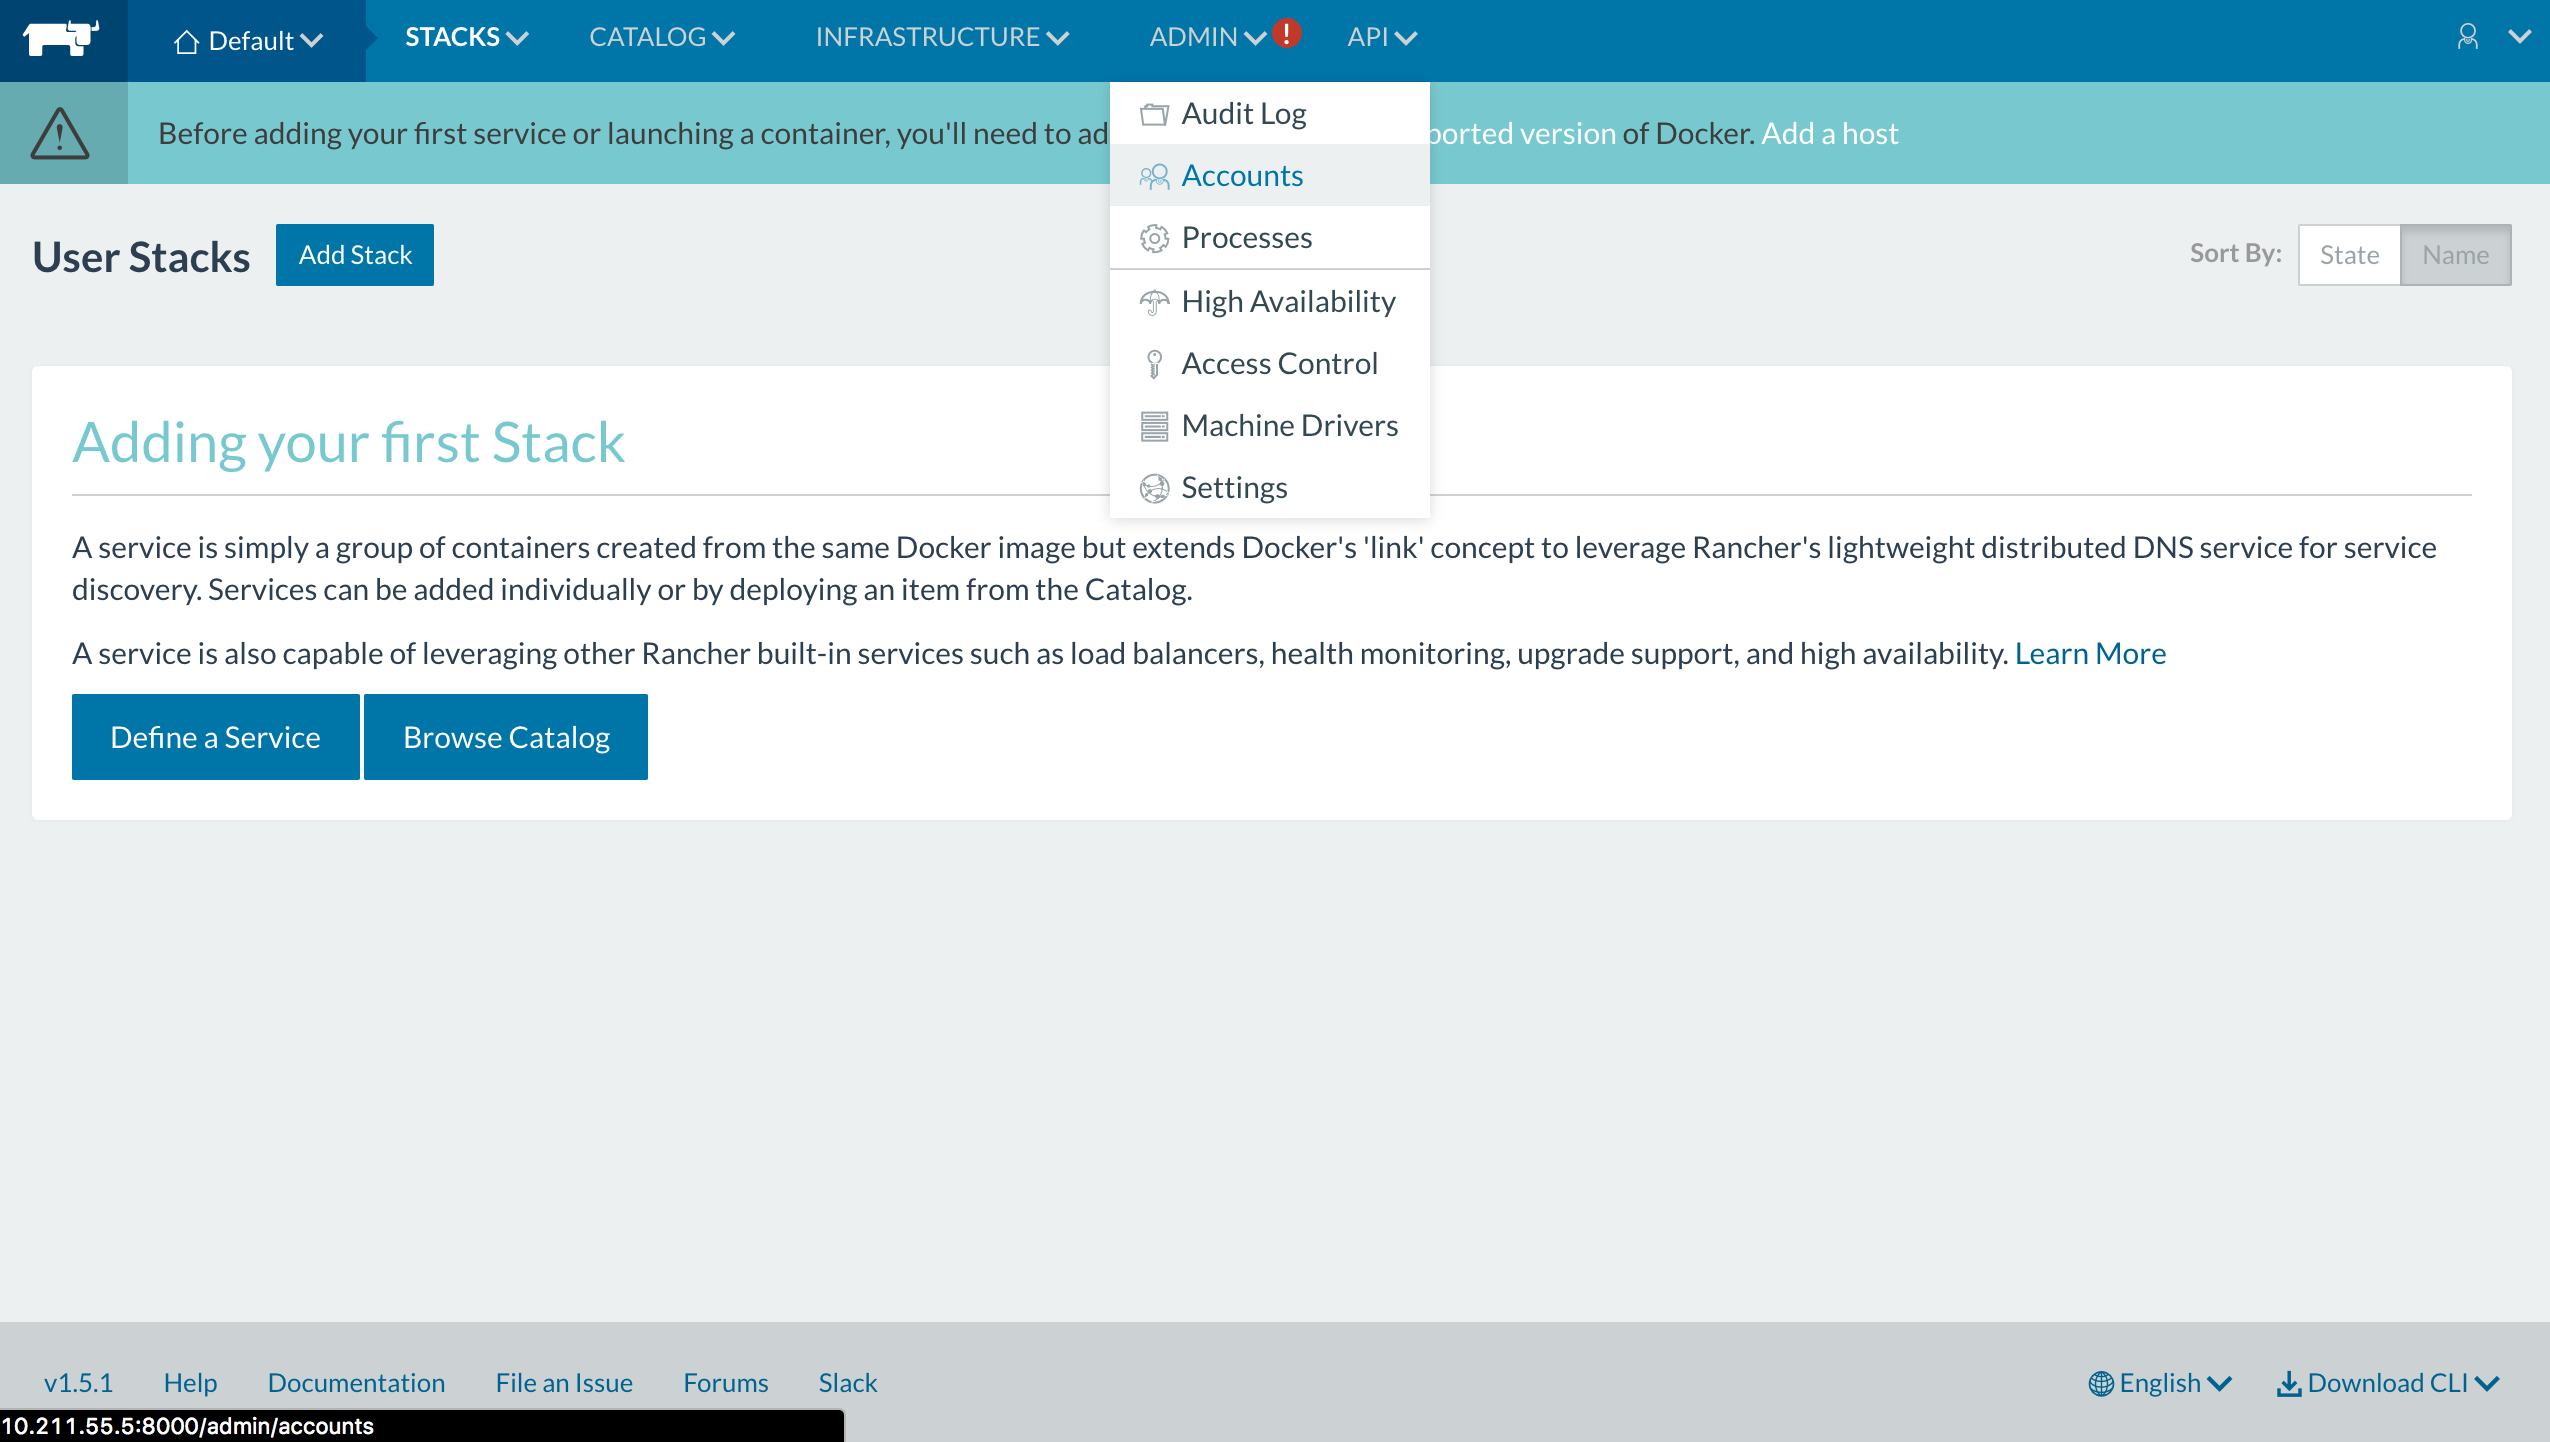 Default STACKS CATALOG INFRASTRUCTURE ADMIN ! API
Before adding your first service or launching a container, you'll need to ad
ported version of Docker. Add a host
Audit Log
Accounts
Processes
High Availability
Access Control
Machine Drivers
Settings
User Stacks Add Stack Sort By: State Name
Adding your first Stack
A service is simply a group of containers created from the same Docker image but extends Docker's 'link' concept to leverage Rancher's lightweight distributed DNS service for service
discovery. Services can be added individually or by deploying an item from the Catalog.
A service is also capable of leveraging other Rancher built-in services such as load balancers, health monitoring, upgrade support, and high availability. Learn More
Define a Service Browse Catalog
v1.5.1 Help Documentation File an Issue Forums Slack English Download CLI
10.211.55.5:8000/admin/accounts